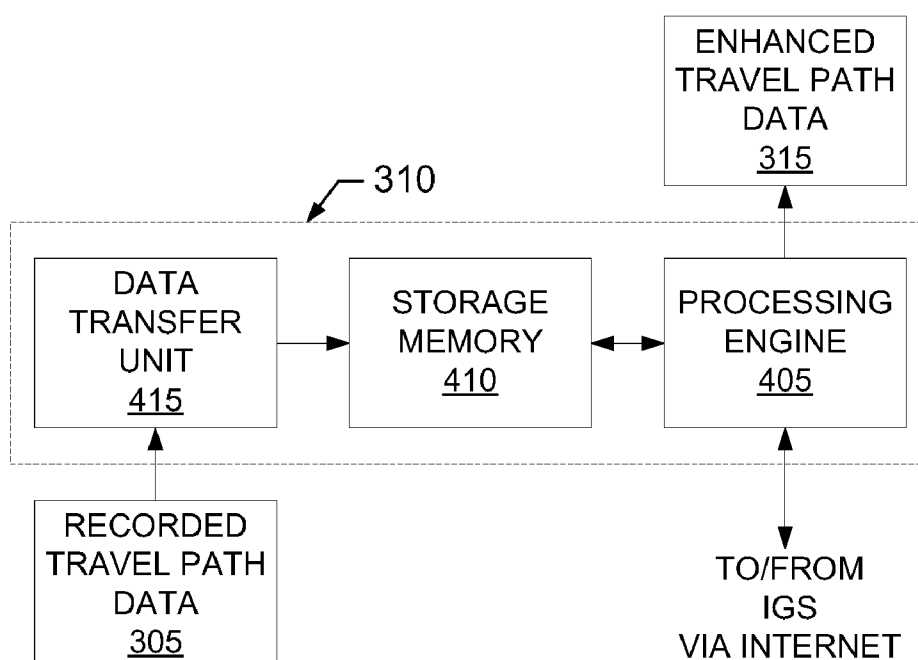 ENHANCED
TRAVEL PATH
DATA
315
310
DATA
TRANSFER
UNIT
415
STORAGE
MEMORY
410
PROCESSING
ENGINE
405
RECORDED
TRAVEL PATH
DATA
305
TO/FROM
IGS
VIA INTERNET